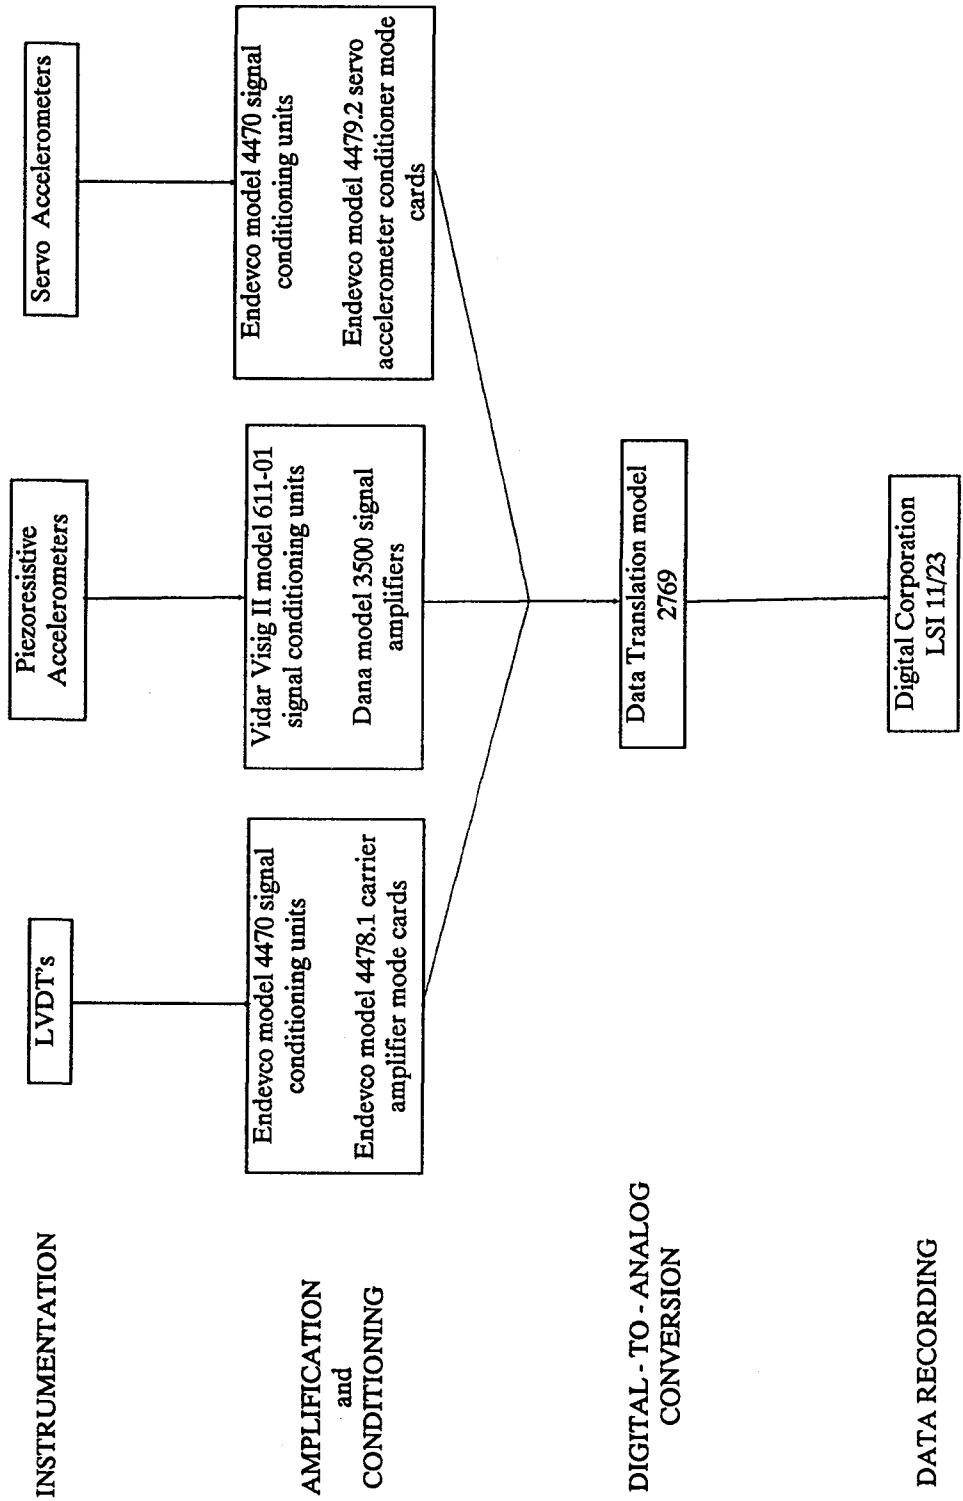 INSTRUMENTATION
LVDT's
Piezoresistive
Accelerometers
Servo Accelerometers
AMPLIFICATION
and
CONDITIONING
Endevco model 4470 signal
conditioning units
Endevco model 4478.1 carrier
amplifier mode cards
Vidar Visig II model 611-01
signal conditioning units
Dana model 3500 signal
amplifiers
Endevco model 4470 signal
conditioning units
Endevco model 4479.2 servo
accelerometer conditioner mode
cards
DIGITAL - TO - ANALOG
CONVERSION
Data Translation model
2769
DATA RECORDING
Digital Corporation
LSI 11/23